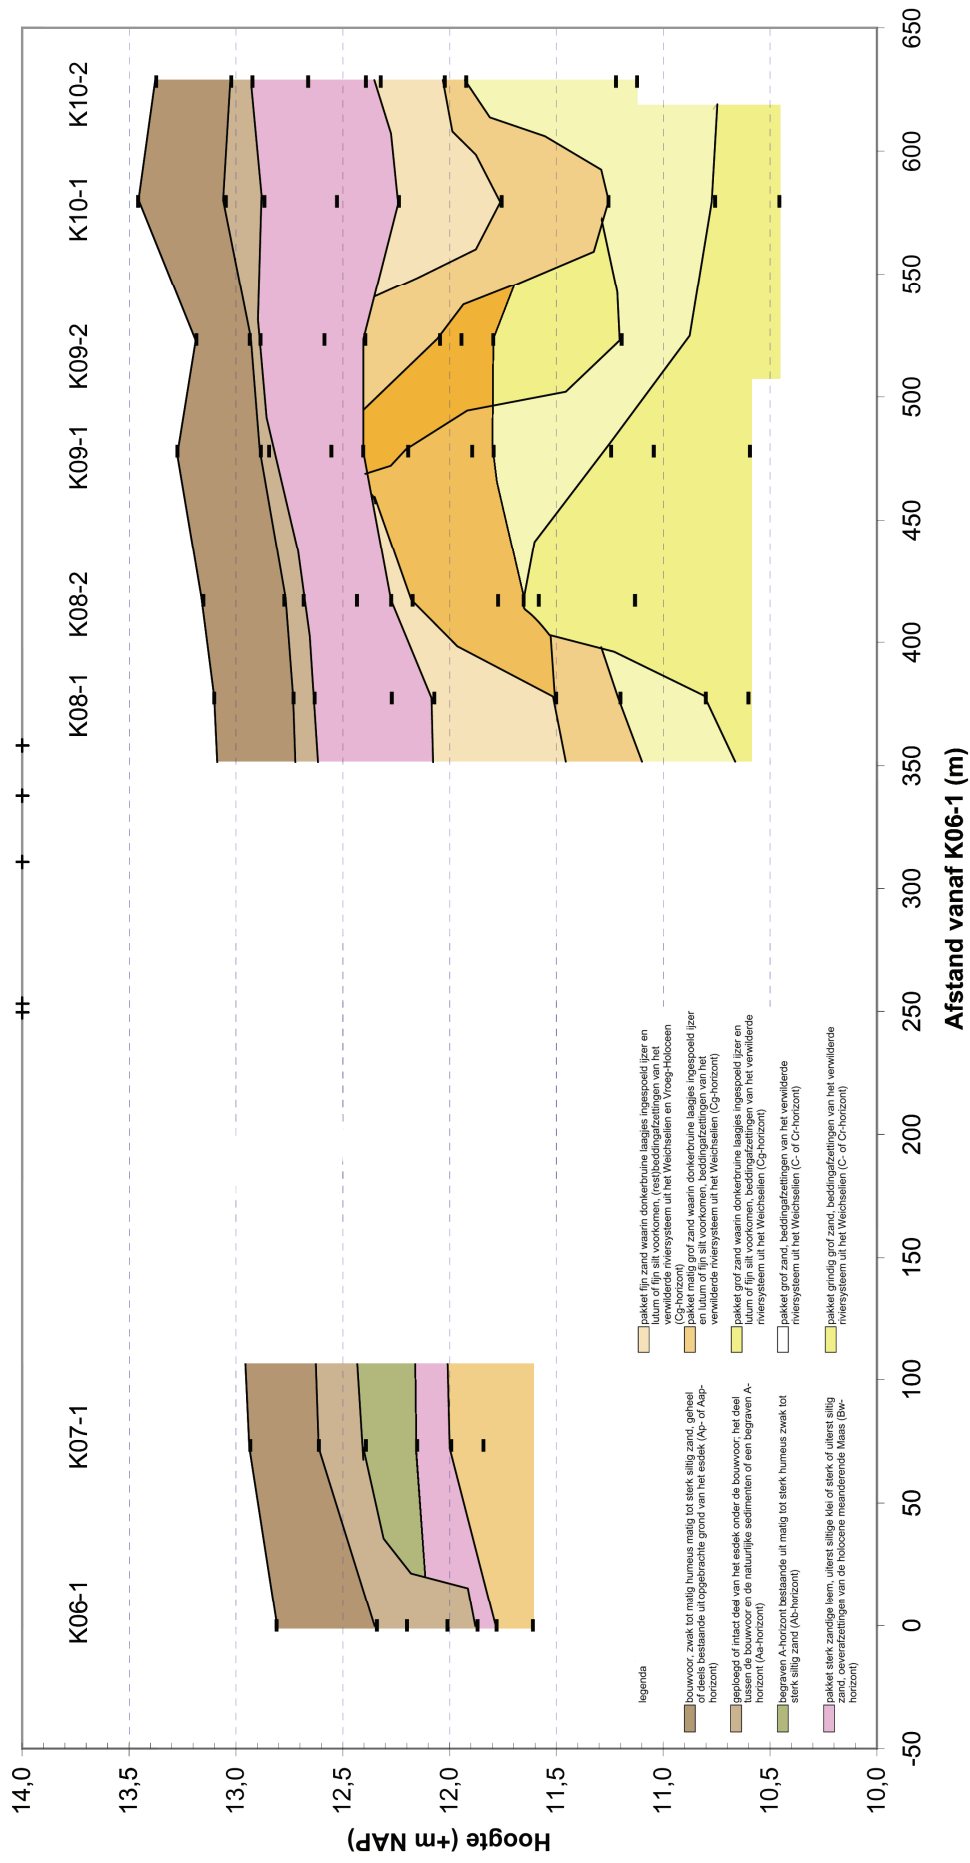 K06-1 K07-1 K08-1 K08-2 K09-1 K09-2 K10-1 K10-2
14,0
13,5
13,0
12,5
12,0
11,5
11,0
10,5
10,0
Hoogte (+m NAP)
-50 0 50 100 150 200 250 300 350 400 450 500 550 600 650
Afstand vanaf K06-1 (m)
legenda
bouwvoor, zwak tot matig humeus matig tot sterk siltig zand, geheel
of deels bestaande uit opgebrachte grond van het esdek (Ap- of Aap-
horizont)
geploegd of intact deel van het esdek onder de bouwvoor; het deel
tussen de bouwvoor en de natuurlijke sedimenten of een begraven A-
horizont (Aa-horizont)
begraven A-horizont bestaande uit matig tot sterk humeus zwak tot
sterk siltig zand (Ab-horizont)
pakket sterk zandige leem, uiterst siltige klei of sterk of uiterst siltig
zand, oeverafzettingen van de holocene meanderende Maas (Bw-
horizont)
pakket fijn zand waarin donkerbruine laagjes ingespoeld ijzer en
lutum of fijn silt voorkomen, (rest)beddingafzettingen van het
verwilderde riviersysteem uit het Weichselien en Vroeg-Holoceen
(Cg-horizont)
pakket matig grof zand waarin donkerbruine laagjes ingespoeld ijzer
en lutum of fijn silt voorkomen, beddingafzettingen van het
verwilderde riviersysteem uit het Weichselien (Cg-horizont)
pakket grof zand waarin donkerbruine laagjes ingespoeld ijzer en
lutum of fijn silt voorkomen, beddingafzettingen van het verwilderde
riviersysteem uit het Weichselien (Cg-horizont)
pakket grof zand, beddingafzettingen van het verwilderde
riviersysteem uit het Weichselien (C- of Cr-horizont)
pakket grindig grof zand, beddingafzettingen van het verwilderde
riviersysteem uit het Weichselien (C- of Cr-horizont)